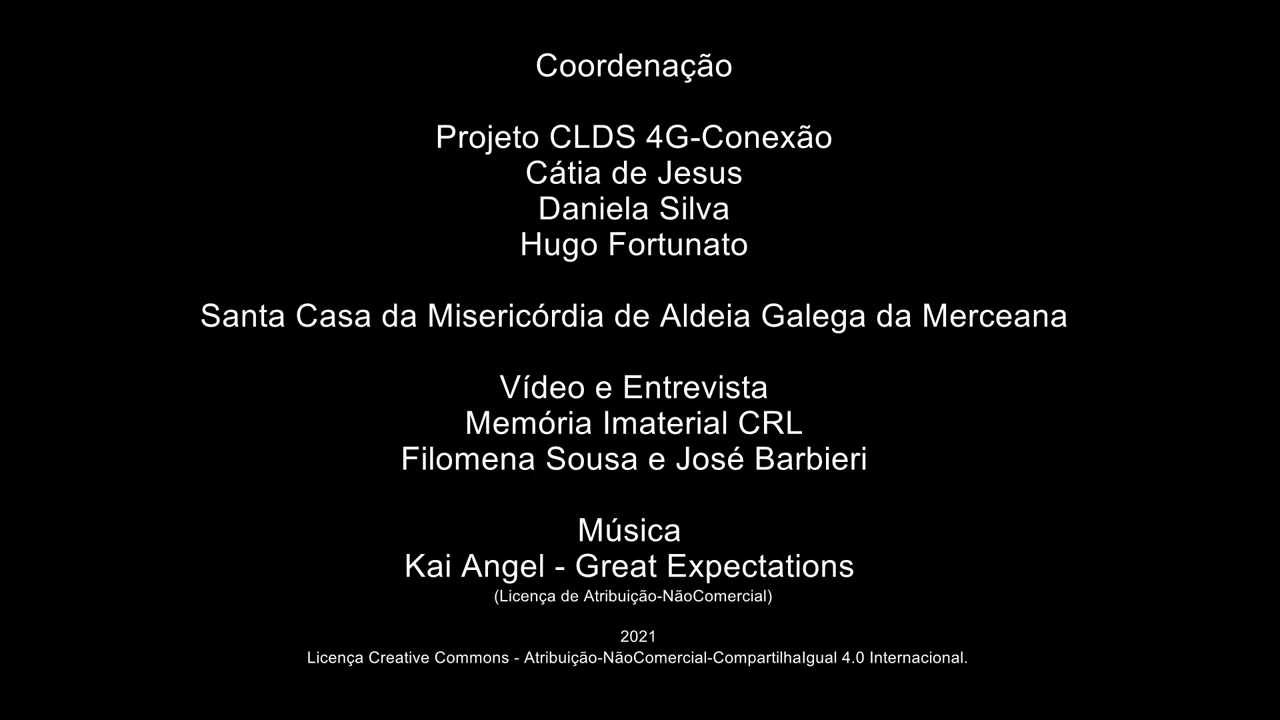 Coordenação
Projeto CLDS 4G-Conexão
Cátia de Jesus
Daniela Silva
Hugo Fortunato
Santa Casa da Misericórdia de Aldeia Galega da Merceana
Vídeo e Entrevista
Memória Imaterial CRL
Filomena Sousa e José Barbieri
Música
Kai Angel - Great Expectations
(Licença de Atribuição-NãoComercial)
2021
Licença Creative Commons - Atribuição-NãoComercial-CompartilhaIgual 4.0 Internacional.